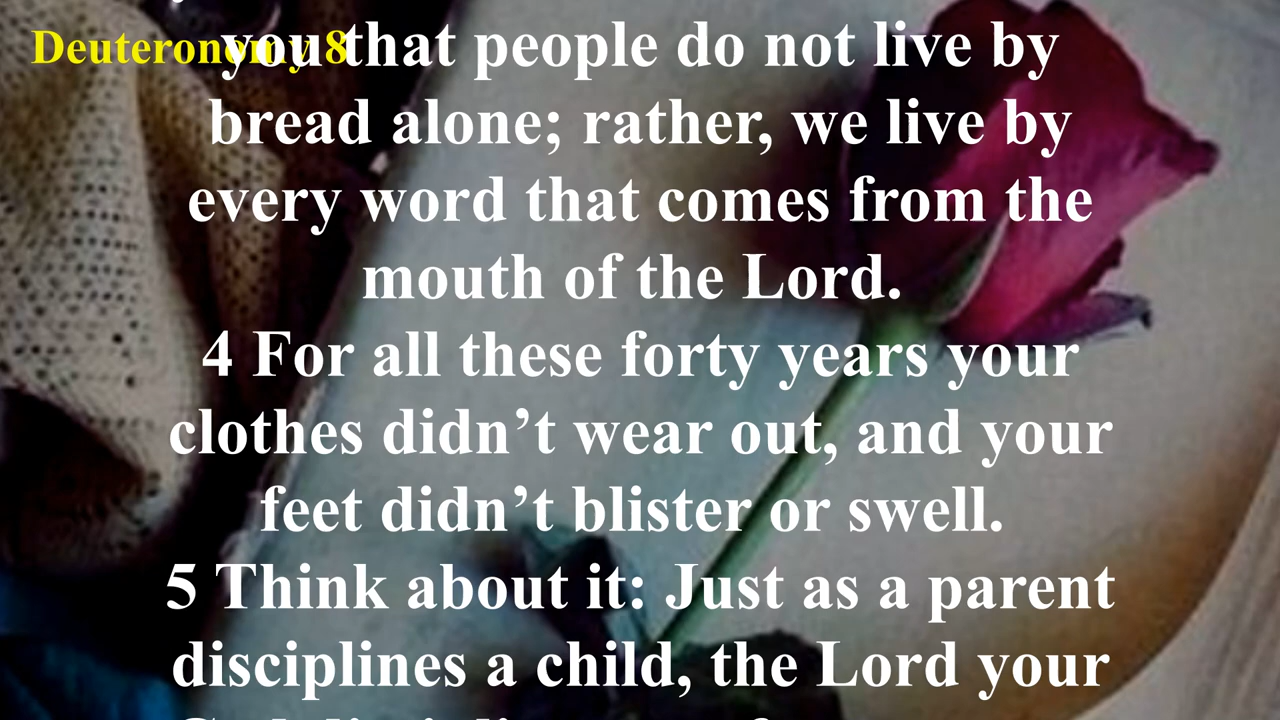 Deuteronomy 8
you that people do not live by
bread alone; rather, we live by
every word that comes from the
mouth of the Lord.
4 For all these forty years your
clothes didn’t wear out, and your
feet didn’t blister or swell.
5 Think about it: Just as a parent
disciplines a child, the Lord your